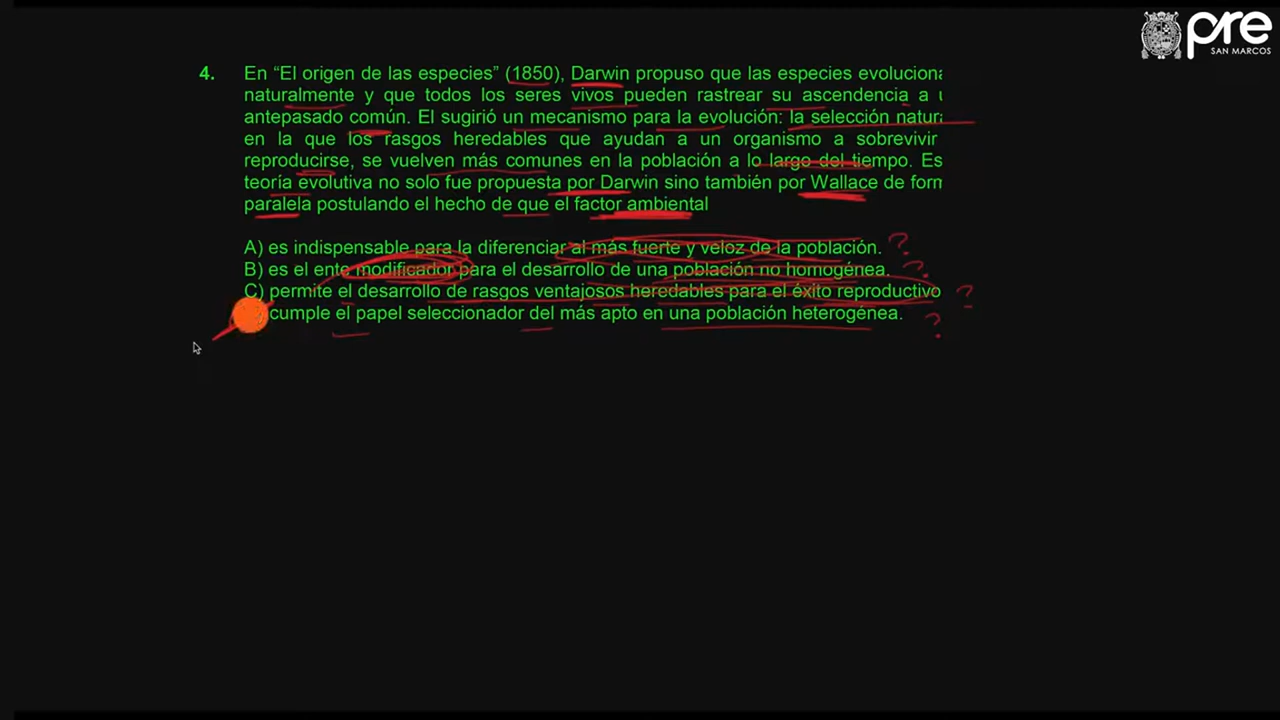 pre
SAN MARCOS
4. En “El origen de las especies” (1850), Darwin propuso que las especies
naturalmente y que todos los seres vivos pueden rastrear su ascendencia a
antepasado común. El sugirió un mecanismo para la evolución: la selección
en la que los rasgos heredables que ayudan a un organismo a sobrevivir
reproducirse, se vuelven más comunes en la población a lo largo del tiempo.
teoría evolutiva no solo fue propuesta por Darwin sino también por Wallace de
paralela postulando el hecho de que el factor ambiental
A) es indispensable para la diferenciar al más fuerte y veloz de la población. ?
B) es el ente modificador para el desarrollo de una población no homogénea. ?
C) permite el desarrollo de rasgos ventajosos heredables para el éxito reproductivo ?
cumple el papel seleccionador del más apto en una población heterogénea. ?